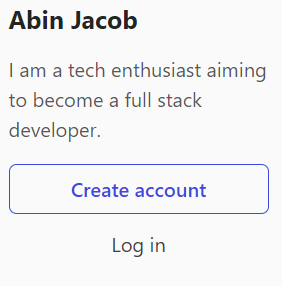 Abin Jacob
I am a tech enthusiast aiming
to become a full stack
developer.
Create account
Log in